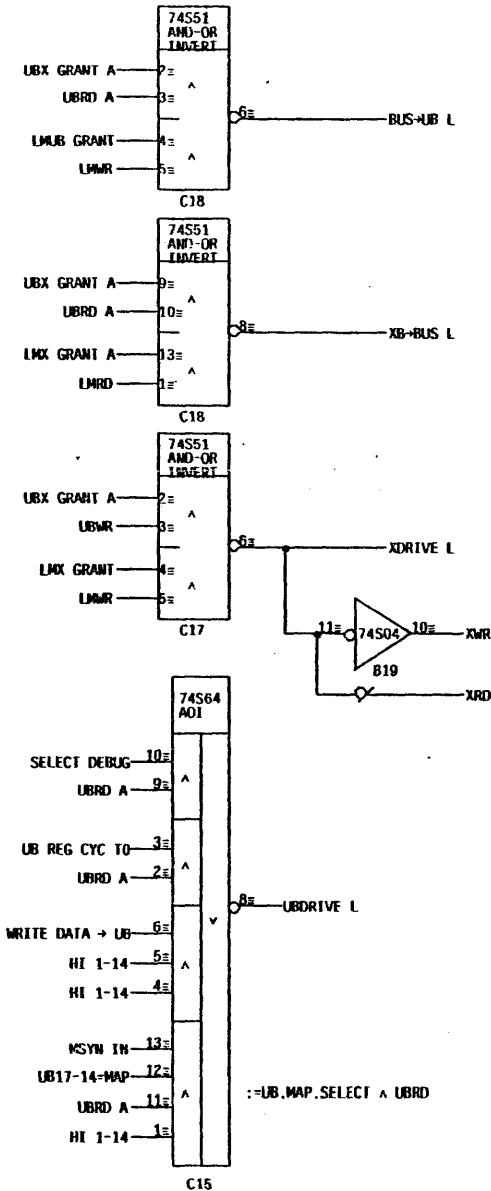 74S51
AND-OR
INVERT
UBX GRANT A 2
UBRD A 3
^
6 BUS→UB L
LMUB GRANT 4
^
LMWR 5
C18
74S51
AND-OR
INVERT
UBX GRANT A 9
^
UBRD A 10
8 XB→BUS L
LMX GRANT A 13
^
LMRD 1
C18
74S51
AND-OR
INVERT
UBX GRANT A 2
^
UBWR 3
6 XDRIVE L
LMX GRANT 4
^
LMWR 5
C17
11 74S04 10 XWR
B19
XRD
74S64
AOI
SELECT DEBUG 10
UBRD A 9 ^
UB REG CYC TO 3
UBRD A 2 ^
8 UBDRIVE L
WRITE DATA → UB 6
v
HI 1-14 5 ^
HI 1-14 4
MSYN IN 13
UB17-14=MAP 12
^ :=UB.MAP.SELECT ∧ UBRD
UBRD A 11
HI 1-14 1
C15